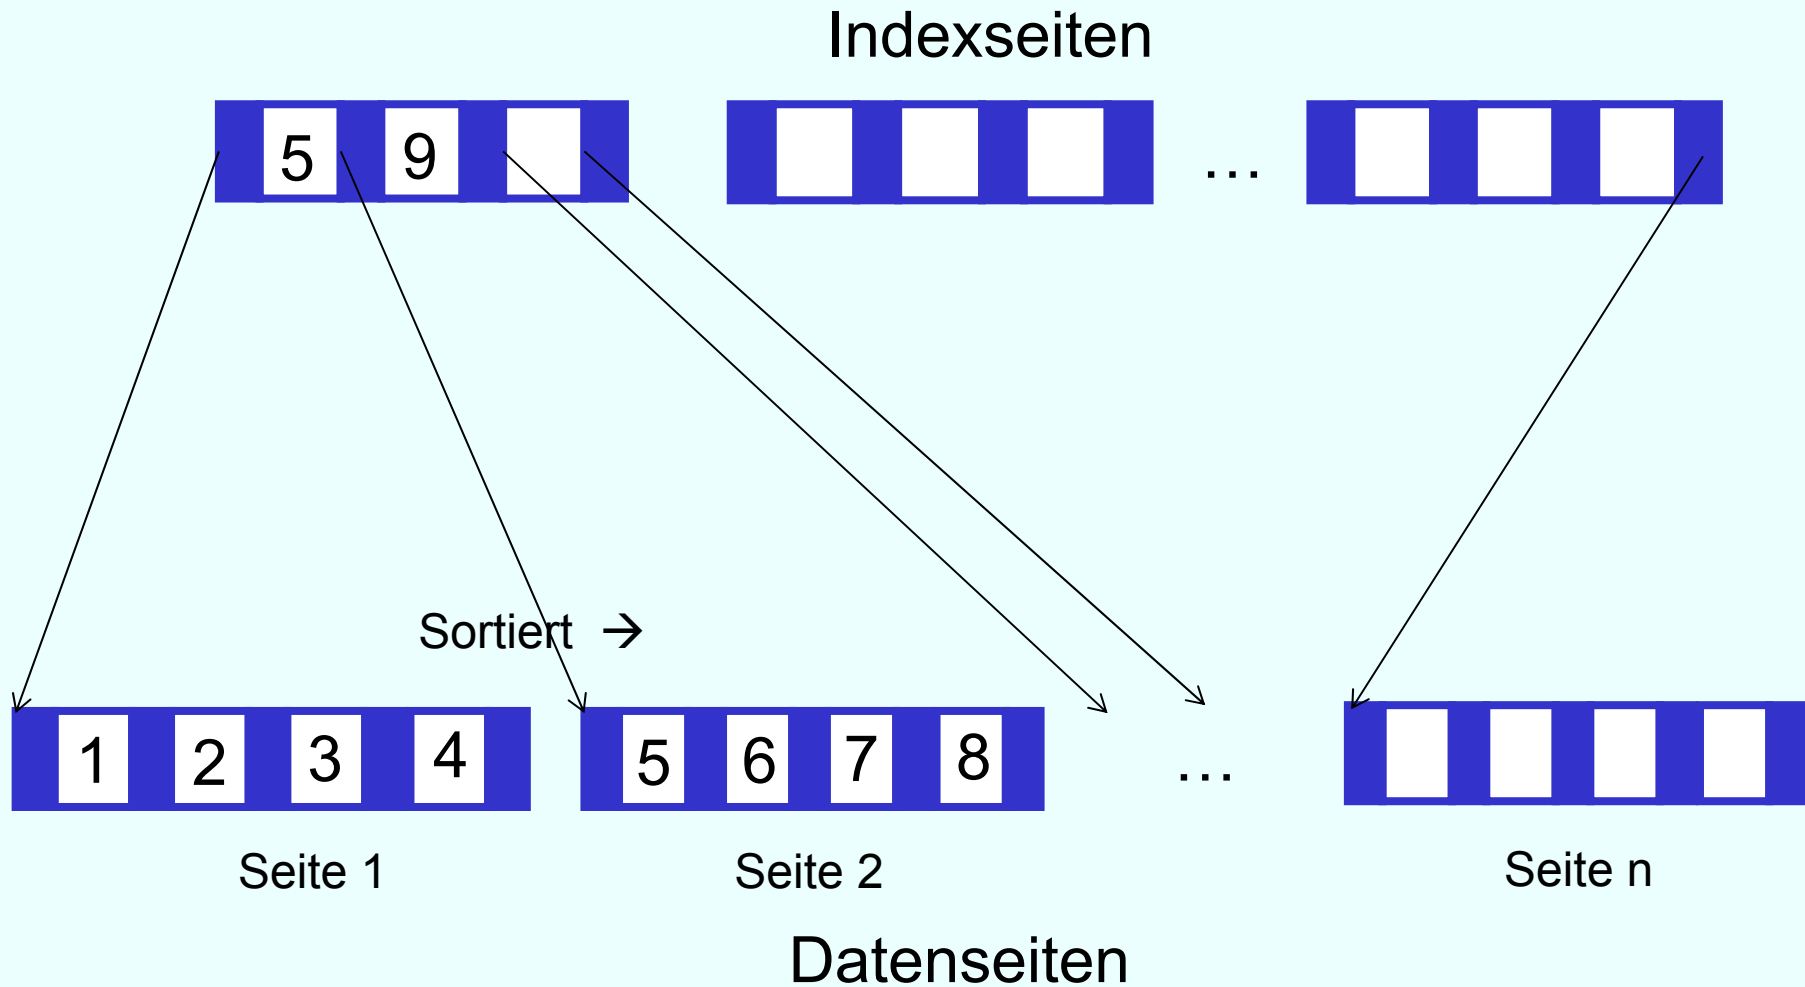 Indexseiten
5 9 ...
Sortiert →
1 2 3 4 5 6 7 8 ...
Seite 1 Seite 2 Seite n
Datenseiten